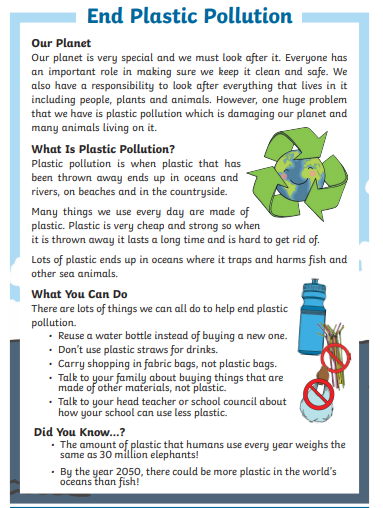 End Plastic Pollution
Our Planet
Our planet is very special and we must look after it. Everyone has
an important role in making sure we keep it clean and safe. We
also have a responsibility to look after everything that lives in it
including people, plants and animals. However, one huge problem
that we have is plastic pollution which is damaging our planet and
many animals living on it.
What Is Plastic Pollution?
Plastic pollution is when plastic that has
been thrown away ends up in oceans and
rivers, on beaches and in the countryside.
Many things we use every day are made of
plastic. Plastic is very cheap and strong so when
it is thrown away it lasts a long time and is hard to get rid of.
Lots of plastic ends up in oceans where it traps and harms fish and
other sea animals.
What You Can Do
There are lots of things we can all do to help end plastic
pollution.
• Reuse a water bottle instead of buying a new one.
• Don't use plastic straws for drinks.
• Carry shopping in fabric bags, not plastic bags.
• Talk to your family about buying things that are
made of other materials, not plastic.
• Talk to your head teacher or school council about
how your school can use less plastic.
Did You Know...?
• The amount of plastic that humans use every year weighs the
same as 30 million elephants!
• By the year 2050, there could be more plastic in the world's
oceans than fish!